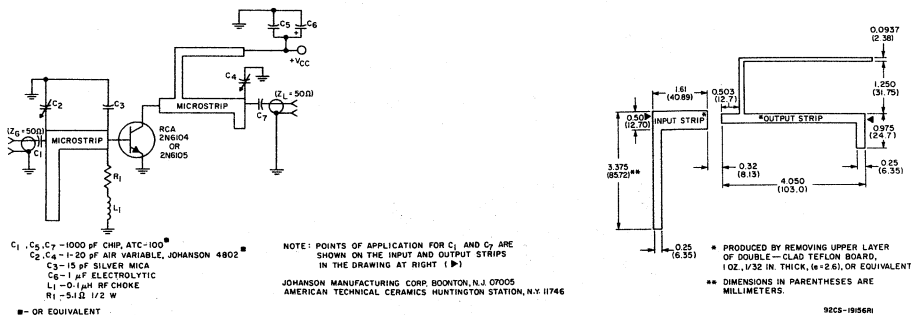 C5
C6
+
+VCC
C4
(ZL = 50Ω)
C2
C3
MICROSTRIP
C7
(ZG = 50Ω)
MICROSTRIP
C1
RCA
2N6104
OR
2N6105
R1
L1
C1, C5, C7 - 1000 pF CHIP, ATC-100■
C2, C4 - 1-20 pF AIR VARIABLE, JOHANSON 4802■
C3 - 15 pF SILVER MICA
C6 - 1 μF ELECTROLYTIC
L1 - 0.1 μH RF CHOKE
R1 - 5.1 Ω 1/2 W
■ - OR EQUIVALENT
NOTE: POINTS OF APPLICATION FOR C1 AND C7 ARE
SHOWN ON THE INPUT AND OUTPUT STRIPS
IN THE DRAWING AT RIGHT (▶)
JOHANSON MANUFACTURING CORP, BOONTON, N.J. 07005
AMERICAN TECHNICAL CERAMICS HUNTINGTON STATION, N.Y. 11746
0.0937
(2.38)
1.61
(40.89)
0.503
(12.7)
1.250
(31.75)
0.50
(12.70)
INPUT STRIP*
*OUTPUT STRIP
0.975
(24.7)
3.375
(85.72)**
0.32
(8.13)
4.050
(103.0)
0.25
(6.35)
0.25
(6.35)
* PRODUCED BY REMOVING UPPER LAYER
OF DOUBLE-CLAD TEFLON BOARD,
1 OZ., 1/32 IN. THICK, (e = 2.6), OR EQUIVALENT
** DIMENSIONS IN PARENTHESES ARE
MILLIMETERS.
92CS-19156R1